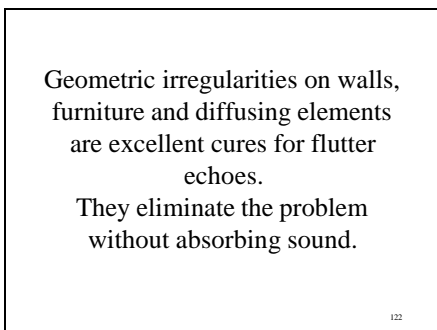 Geometric irregularities on walls,
furniture and diffusing elements
are excellent cures for flutter
echoes.
They eliminate the problem
without absorbing sound.
122